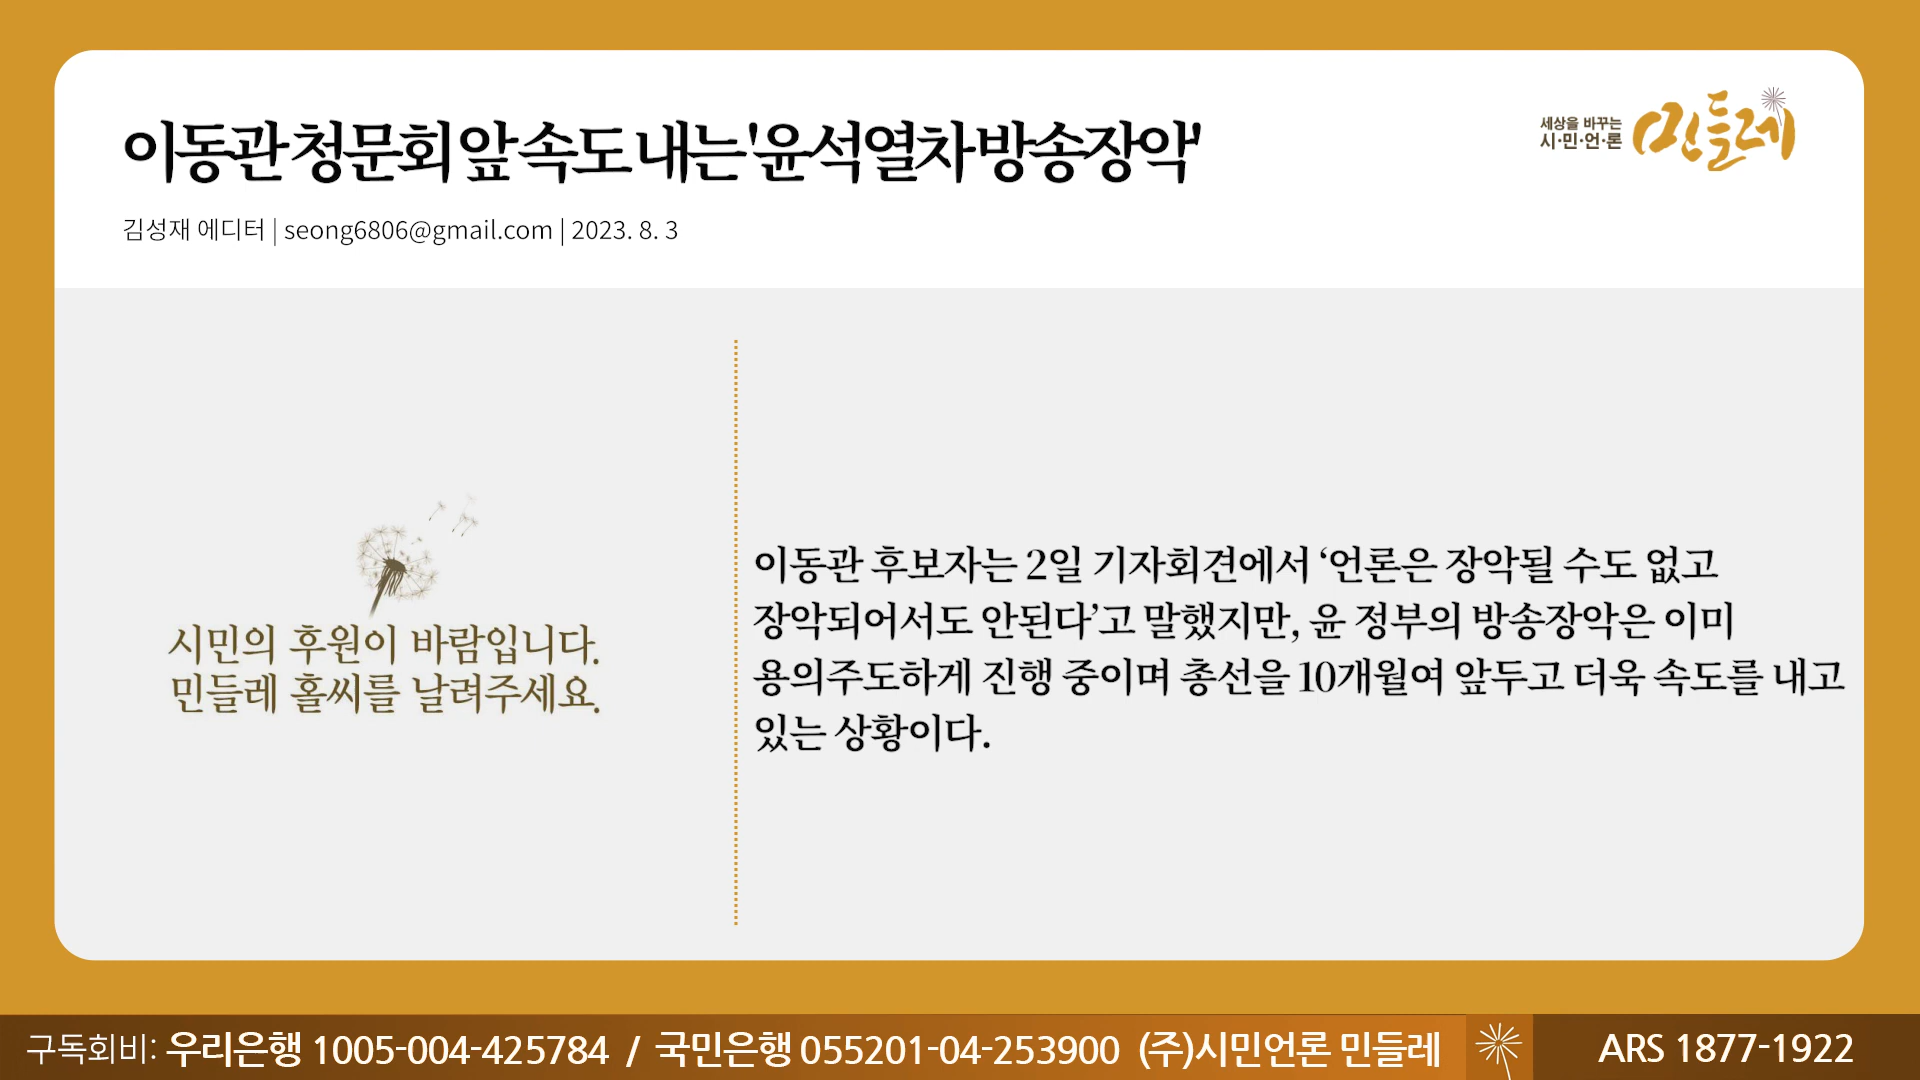 이동관 청문회 앞 속도 내는 '윤석열차 방송장악'
김성재 에디터 | seong6806@gmail.com | 2023. 8. 3
세상을 바꾸는
시·민·언·론
민들레
시민의 후원이 바람입니다.
민들레 홀씨를 날려주세요.
이동관 후보자는 2일 기자회견에서 ‘언론은 장악될 수도 없고
장악되어서도 안된다’고 말했지만, 윤 정부의 방송장악은 이미
용의주도하게 진행 중이며 총선을 10개월여 앞두고 더욱 속도를 내고
있는 상황이다.
구독회비: 우리은행 1005-004-425784 / 국민은행 055201-04-253900 (주)시민언론 민들레
ARS 1877-1922